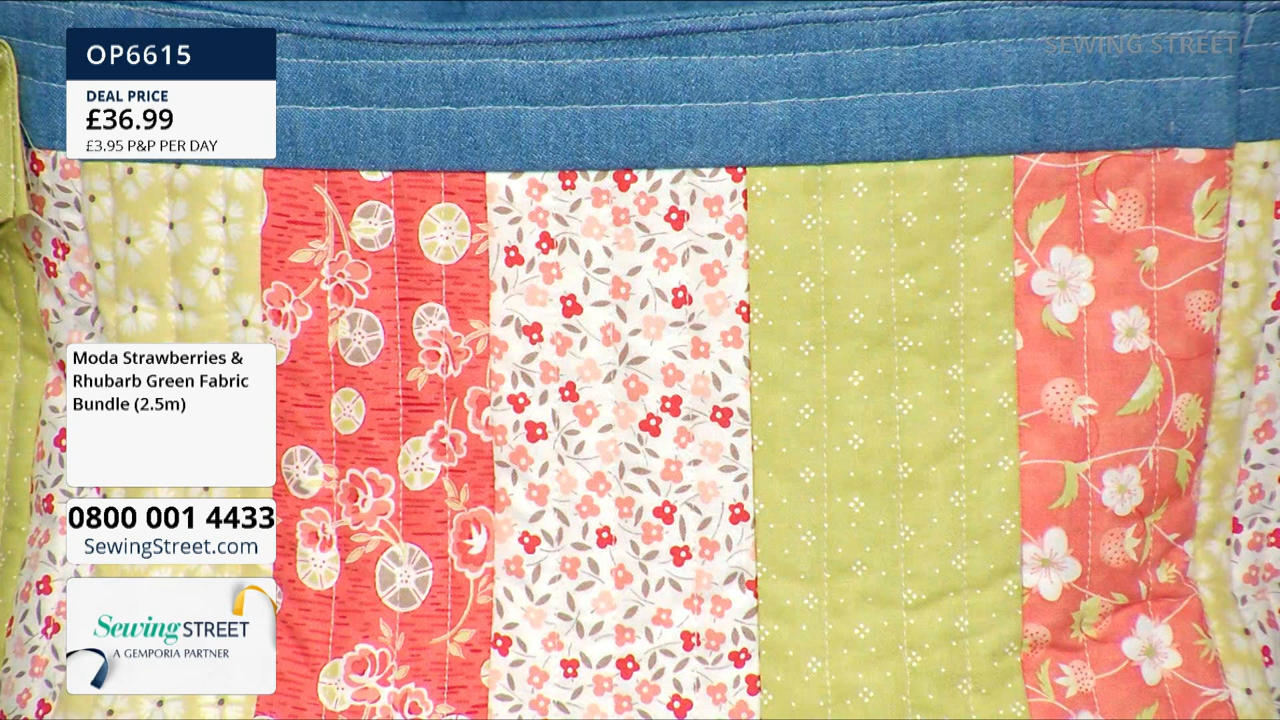 OP6615
DEAL PRICE
£36.99
£3.95 P&P PER DAY
SEWING STREET
Moda Strawberries &
Rhubarb Green Fabric
Bundle (2.5m)
0800 001 4433
SewingStreet.com
Sewing STREET
A GEMPORIA PARTNER